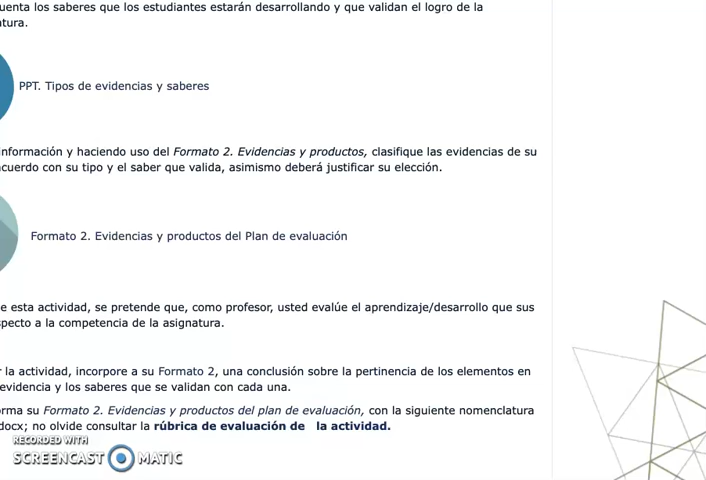 los saberes que los estudiantes estarán desarrollando y que validan el logro de la
PPT. Tipos de evidencias y saberes
información y haciendo uso del Formato 2. Evidencias y productos, clasifique las evidencias de su
con su tipo y el saber que valida, asimismo deberá justificar su elección.
Formato 2. Evidencias y productos del Plan de evaluación
esta actividad, se pretende que, como profesor, usted evalúe el aprendizaje/desarrollo que sus
a la competencia de la asignatura.
la actividad, incorpore a su Formato 2, una conclusión sobre la pertinencia de los elementos en
evidencia y los saberes que se validan con cada una.
su Formato 2. Evidencias y productos del plan de evaluación, con la siguiente nomenclatura
docx; no olvide consultar la rúbrica de evaluación de la actividad.
RECORDED WITH
SCREENCAST MATIC